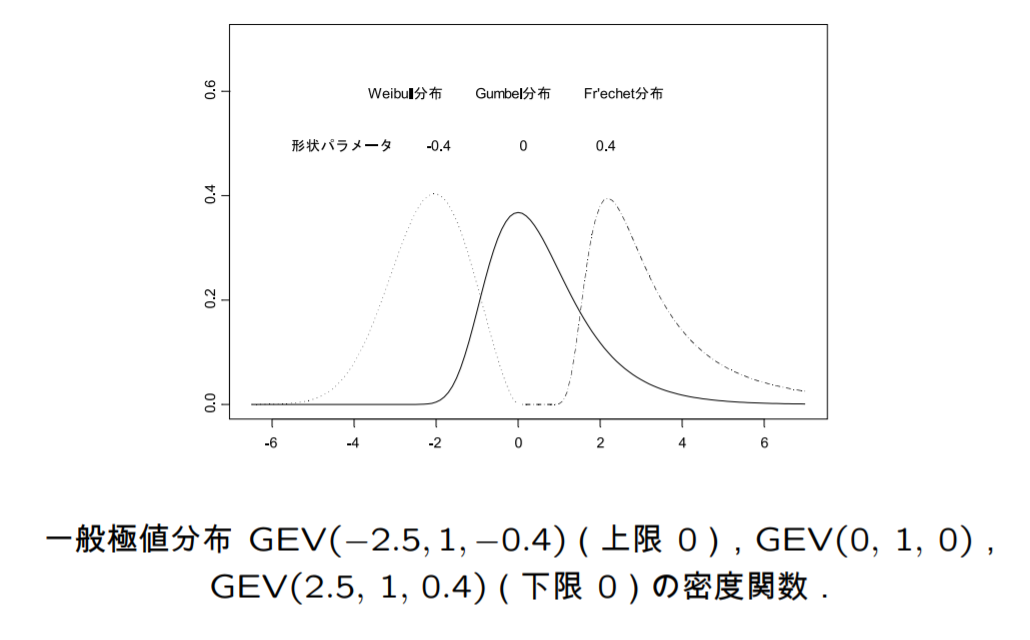 Weibull分布 Gumbel分布 Fr'echet分布
形状パラメータ -0.4 0 0.4
0.6
0.4
0.2
0.0
-6 -4 -2 0 2 4 6
一般極値分布 GEV(−2.5, 1, −0.4) ( 上限 0 ) , GEV(0, 1, 0) ,
GEV(2.5, 1, 0.4) ( 下限 0 ) の密度関数 .